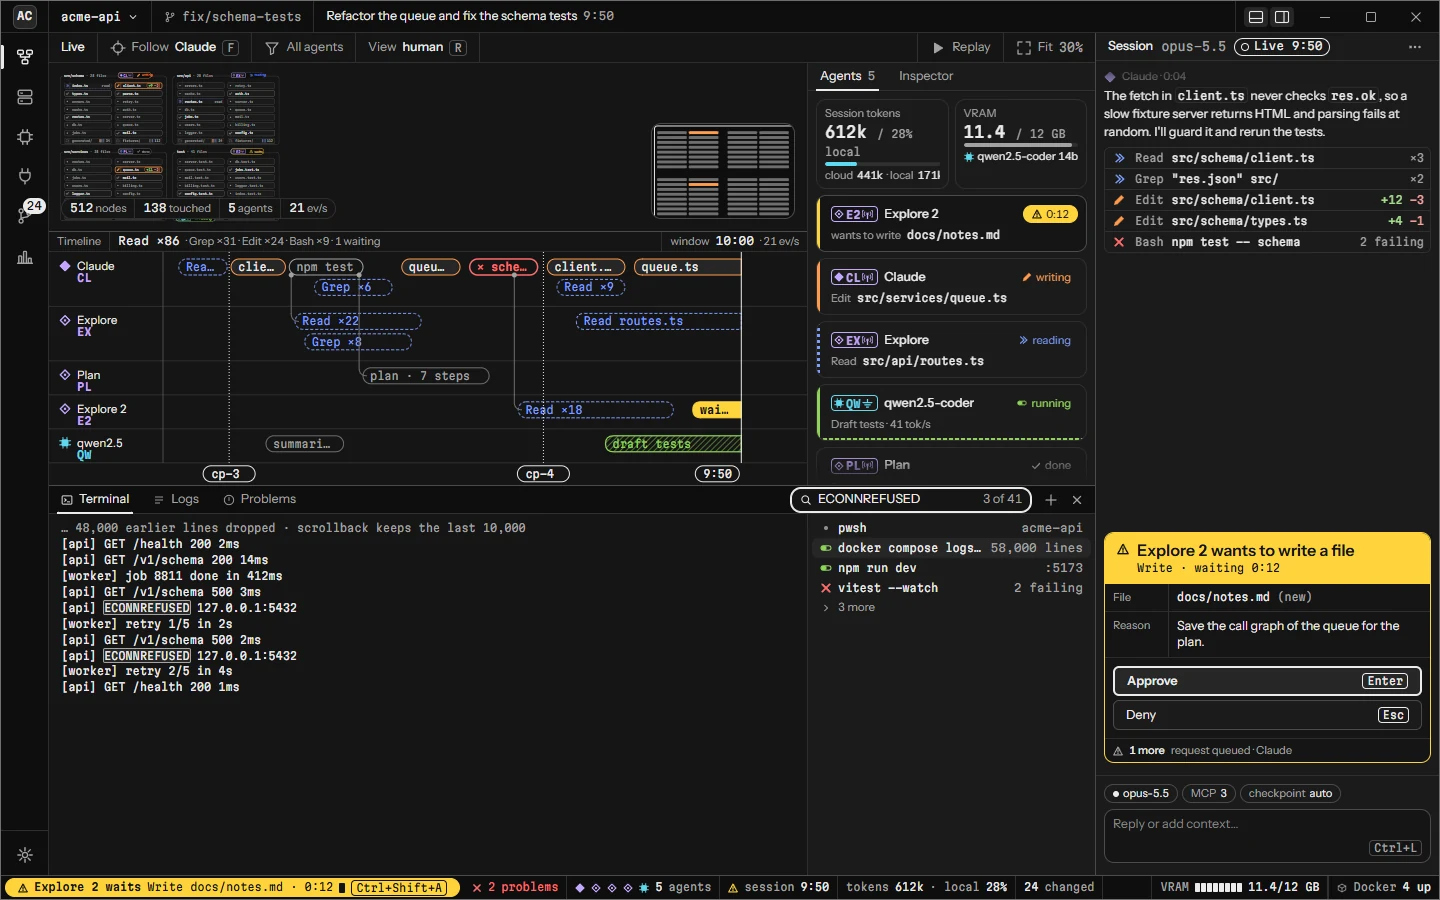 AC
acme-api
fix/schema-tests
Refactor the queue and fix the schema tests 9:50
Live
Follow Claude F
All agents
View human R
Replay
Fit 30%
Session opus-5.5 Live 9:50
24
512 nodes 138 touched 5 agents 21 ev/s
Timeline Read ×86 · Grep ×31 · Edit ×24 · Bash ×9 · 1 waiting
window 10:00 · 21 ev/s
Claude
CL
Rea… clie… npm test queu… × sche… client.… queue.ts
Grep ×6 Read ×9
Explore
EX
Read ×22 Read routes.ts
Grep ×8
Plan
PL
plan · 7 steps
Explore 2
E2
Read ×18 wai…
qwen2.5
QW
summari… draft tests
cp-3 cp-4 9:50
Agents 5 Inspector
Session tokens
612k / 28%
local
cloud 441k · local 171k
VRAM
11.4 / 12 GB
qwen2.5-coder 14b
E2 Explore 2 0:12
wants to write docs/notes.md
CL Claude writing
Edit src/services/queue.ts
EX Explore reading
Read src/api/routes.ts
QW qwen2.5-coder running
Draft tests · 41 tok/s
PL Plan done
Terminal Logs Problems
ECONNREFUSED 3 of 41
… 48,000 earlier lines dropped · scrollback keeps the last 10,000
[api] GET /health 200 2ms
[api] GET /v1/schema 200 14ms
[worker] job 8811 done in 412ms
[api] GET /v1/schema 500 3ms
[api] ECONNREFUSED 127.0.0.1:5432
[worker] retry 1/5 in 2s
[api] GET /v1/schema 500 2ms
[api] ECONNREFUSED 127.0.0.1:5432
[worker] retry 2/5 in 4s
[api] GET /health 200 1ms
pwsh acme-api
docker compose logs… 58,000 lines
npm run dev :5173
vitest --watch 2 failing
3 more
Claude · 0:04
The fetch in client.ts never checks res.ok, so a
slow fixture server returns HTML and parsing fails at
random. I'll guard it and rerun the tests.
Read src/schema/client.ts ×3
Grep "res.json" src/ ×2
Edit src/schema/client.ts +12 −3
Edit src/schema/types.ts +4 −1
Bash npm test -- schema 2 failing
Explore 2 wants to write a file
Write · waiting 0:12
File docs/notes.md (new)
Reason Save the call graph of the queue for the
plan.
Approve Enter
Deny Esc
1 more request queued · Claude
opus-5.5 MCP 3 checkpoint auto
Reply or add context…
Ctrl+L
Explore 2 waits Write docs/notes.md · 0:12 Ctrl+Shift+A
2 problems
5 agents
session 9:50
tokens 612k · local 28%
24 changed
VRAM 11.4/12 GB
Docker 4 up